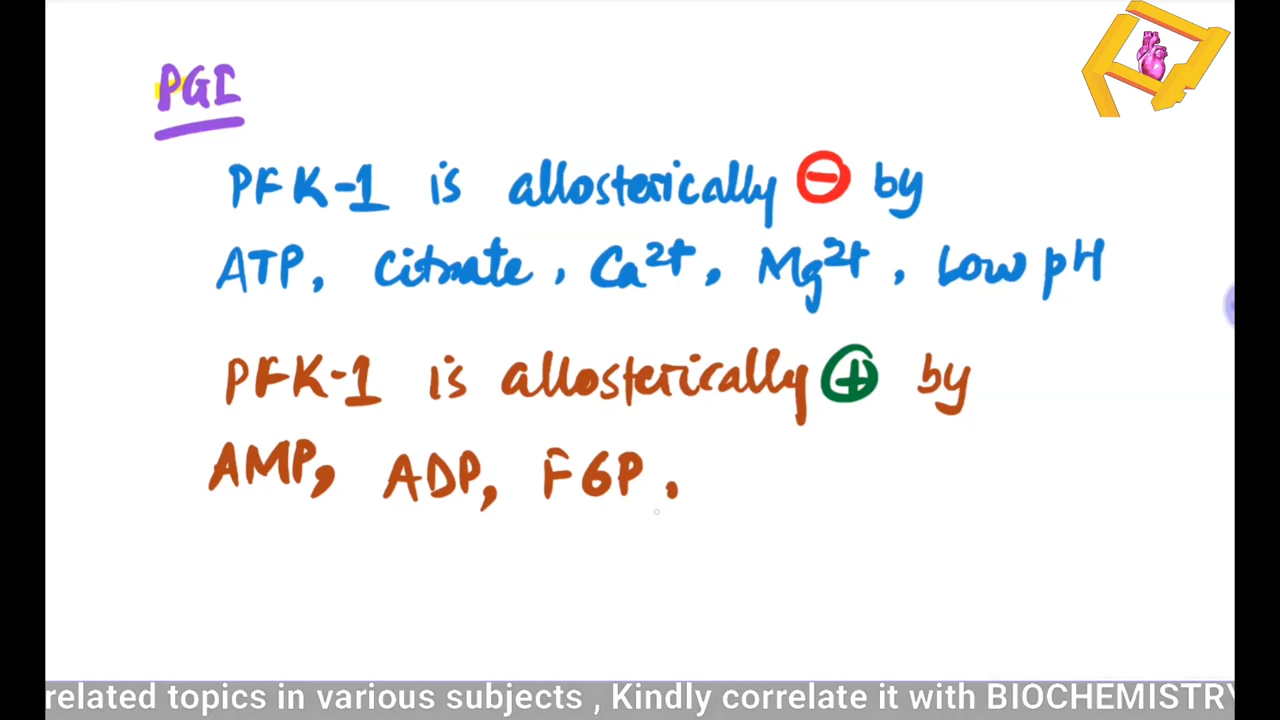 PGI
PFK-1 is allosterically ⊖ by
ATP, Citrate, Ca²⁺, Mg²⁺, Low pH
PFK-1 is allosterically ⊕ by
AMP, ADP, F6P.
related topics in various subjects , Kindly correlate it with BIOCHEMISTRY